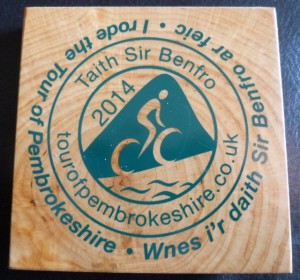 I rode the Tour of Pembrokeshire • Wnes i'r daith Sir Benfro ar feic •
Taith Sir Benfro
2014
tourofpembrokeshire.co.uk